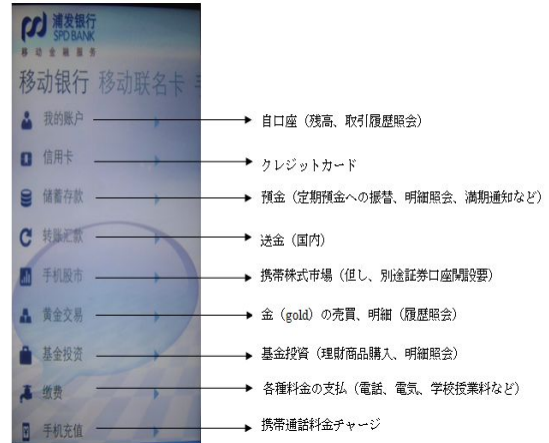 浦发银行
SPD BANK
移动金融服务
移动银行 移动联名卡
我的账户
自口座（残高、取引履歴照会）
信用卡
クレジットカード
储蓄存款
預金（定期預金への振替、明細照会、満期通知など）
转账汇款
送金（国内）
手机股市
携帯株式市場（但し、別途証券口座開設要）
黄金交易
金（gold）の売買、明細（履歴照会）
基金投资
基金投資（理財商品購入、明細照会）
缴费
各種料金の支払（電話、電気、学校授業料など）
手机充值
携帯通話料金チャージ